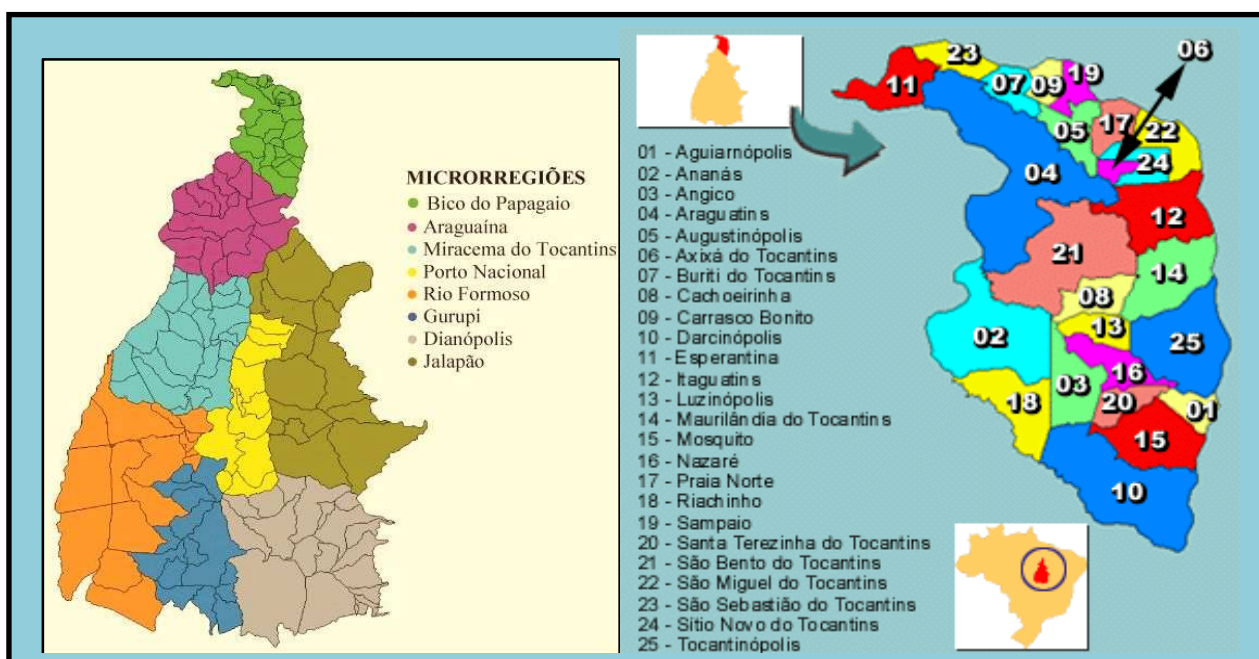 MICRORREGIÕES
Bico do Papagaio
Araguaína
Miracema do Tocantins
Porto Nacional
Rio Formoso
Gurupi
Dianópolis
Jalapão
01 - Aguiarnópolis
02 - Ananás
03 - Angico
04 - Araguatins
05 - Augustinópolis
06 - Axixá do Tocantins
07 - Buriti do Tocantins
08 - Cachoeirinha
09 - Carrasco Bonito
10 - Darcinópolis
11 - Esperantina
12 - Itaguatins
13 - Luzinópolis
14 - Maurilândia do Tocantins
15 - Mosquito
16 - Nazaré
17 - Praia Norte
18 - Riachinho
19 - Sampaio
20 - Santa Terezinha do Tocantins
21 - São Bento do Tocantins
22 - São Miguel do Tocantins
23 - São Sebastião do Tocantins
24 - Sítio Novo do Tocantins
25 - Tocantinópolis
06
23
19
11
07
09
05
17
22
24
04
12
21
14
08
13
02
25
16
03
18
20
01
15
10